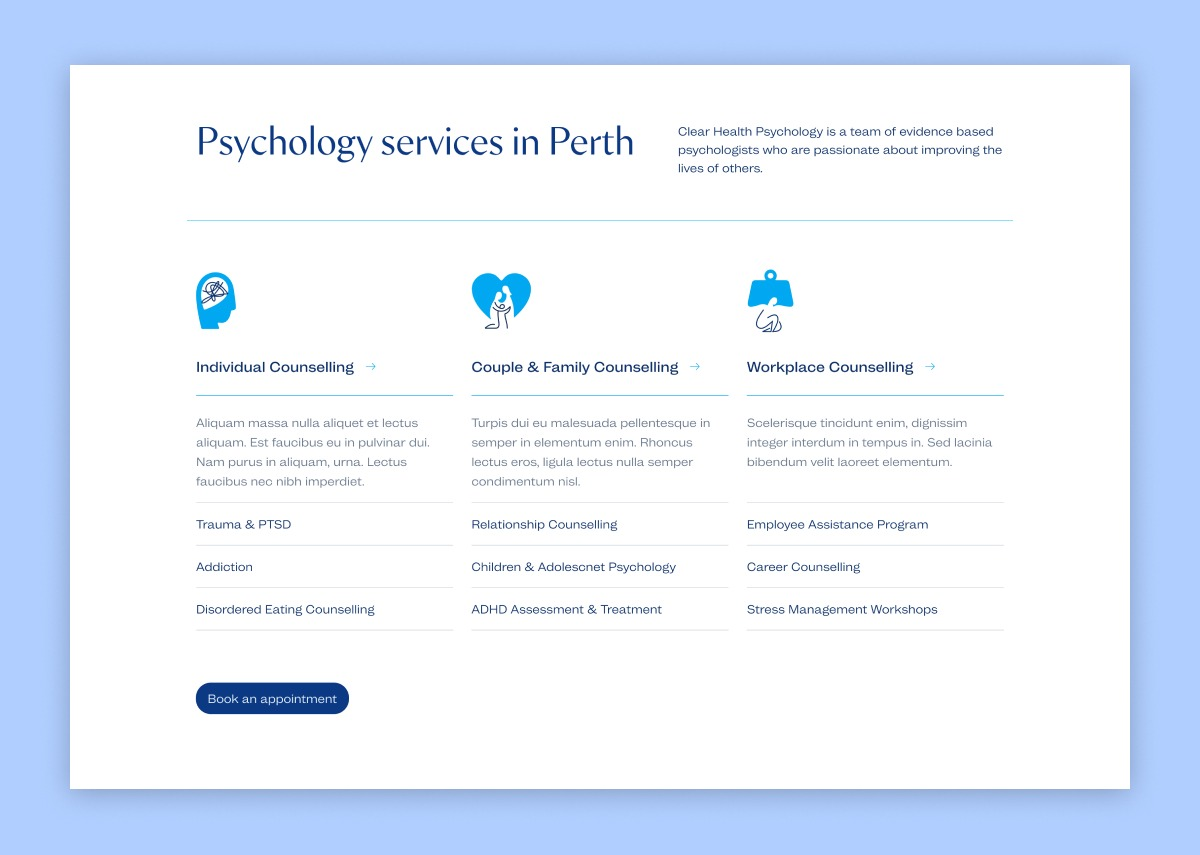 Psychology services in Perth
Clear Health Psychology is a team of evidence based
psychologists who are passionate about improving the
lives of others.
Individual Counselling →
Aliquam massa nulla aliquet et lectus
aliquam. Est faucibus eu in pulvinar dui.
Nam purus in aliquam, urna. Lectus
faucibus nec nibh imperdiet.
Trauma & PTSD
Addiction
Disordered Eating Counselling
Couple & Family Counselling →
Turpis dui eu malesuada pellentesque in
semper in elementum enim. Rhoncus
lectus eros, ligula lectus nulla semper
condimentum nisl.
Relationship Counselling
Children & Adolescnet Psychology
ADHD Assessment & Treatment
Workplace Counselling →
Scelerisque tincidunt enim, dignissim
integer interdum in tempus in. Sed lacinia
bibendum velit laoreet elementum.
Employee Assistance Program
Career Counselling
Stress Management Workshops
Book an appointment